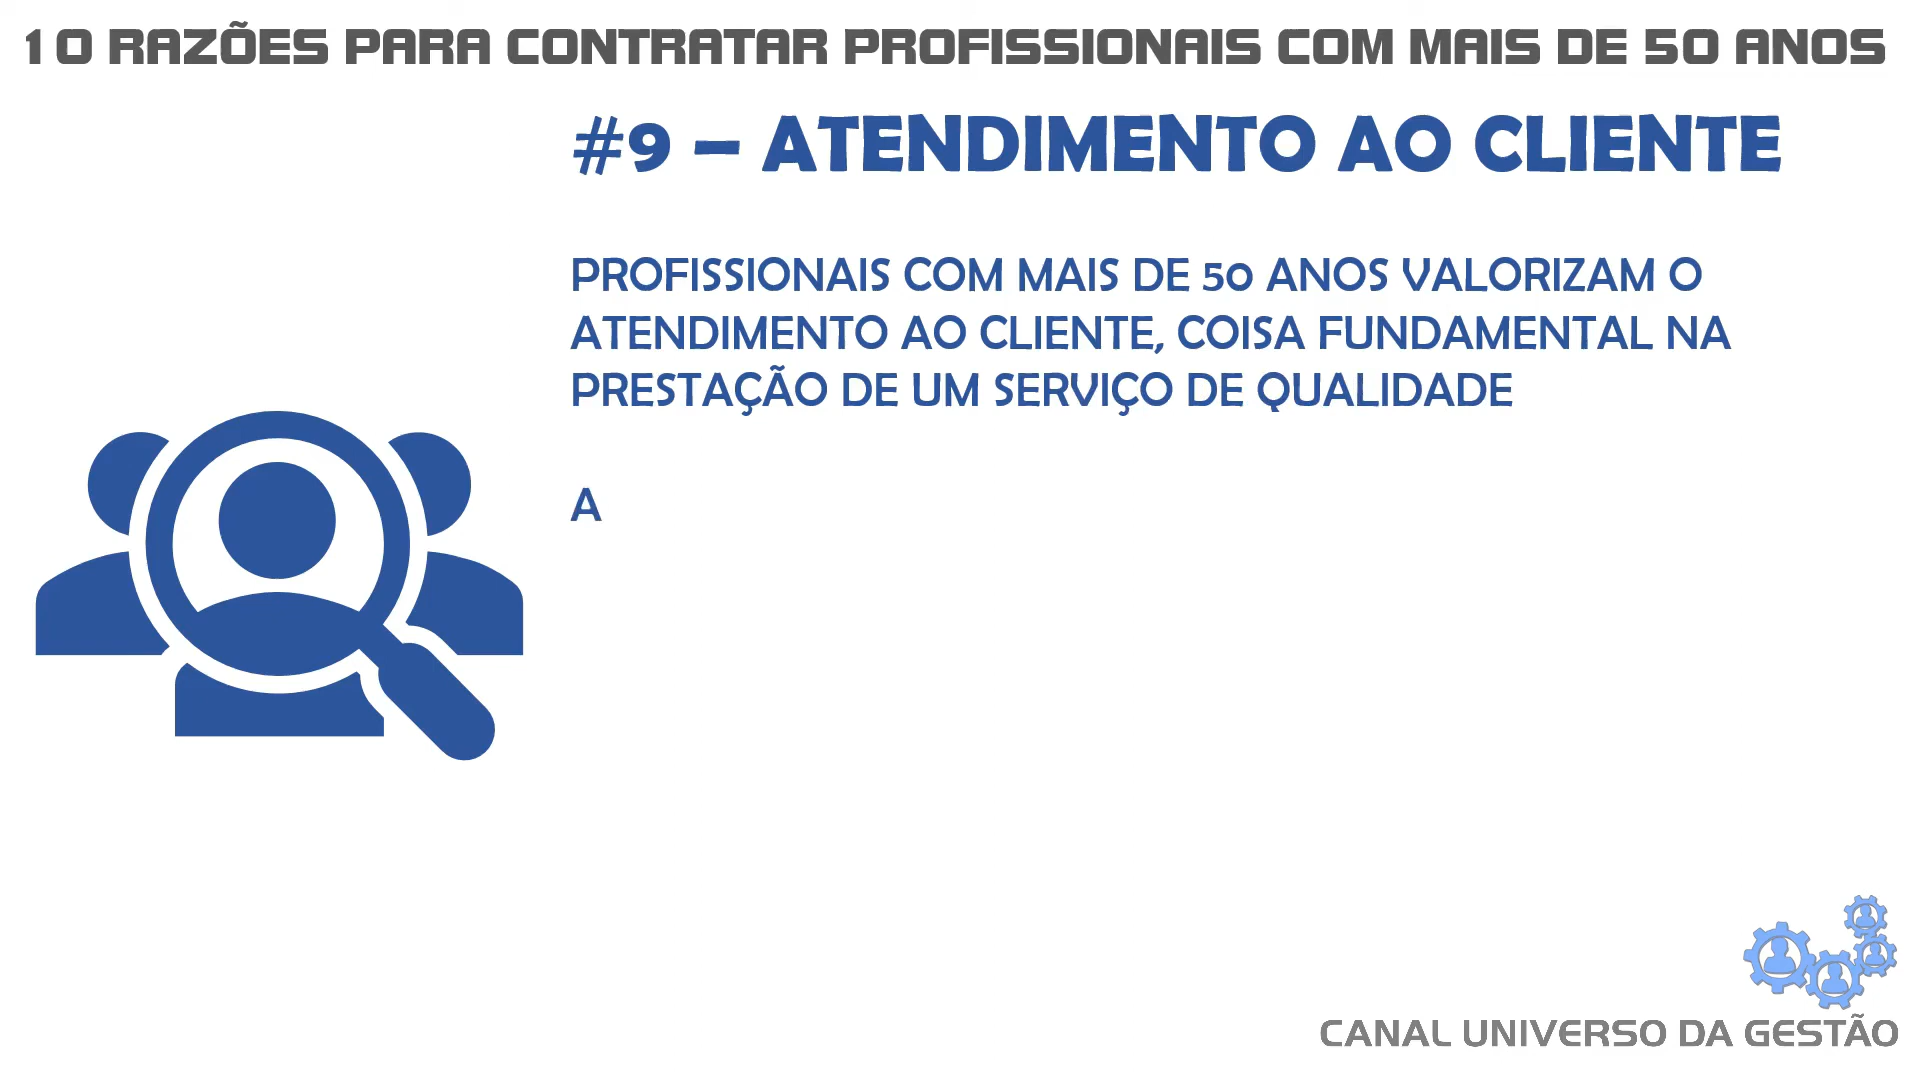 10 RAZÕES PARA CONTRATAR PROFISSIONAIS COM MAIS DE 50 ANOS
#9 – ATENDIMENTO AO CLIENTE
PROFISSIONAIS COM MAIS DE 50 ANOS VALORIZAM O
ATENDIMENTO AO CLIENTE, COISA FUNDAMENTAL NA
PRESTAÇÃO DE UM SERVIÇO DE QUALIDADE
A
CANAL UNIVERSO DA GESTÃO